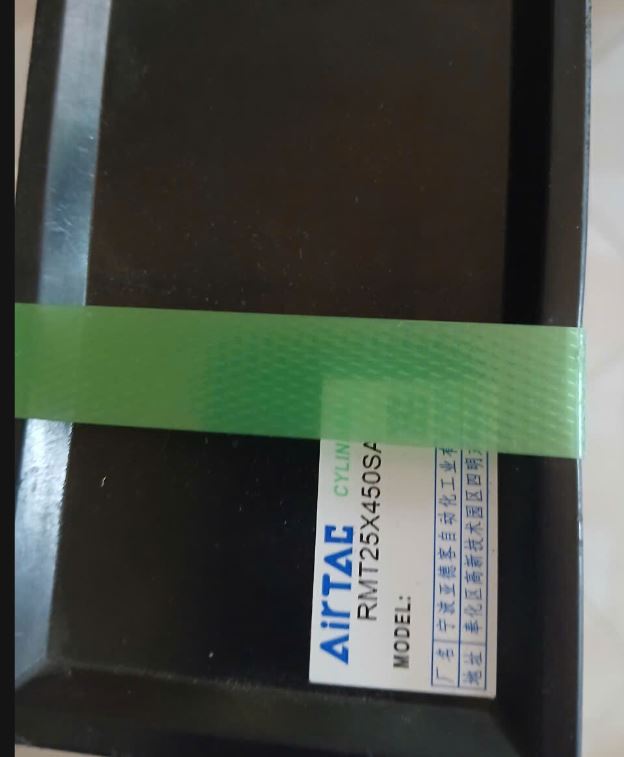 AirTAC CYLIN
RMT25X450SA
MODEL:
厂名 宁波亚德客自动化工业有
地址 奉化区高新技术园区四明